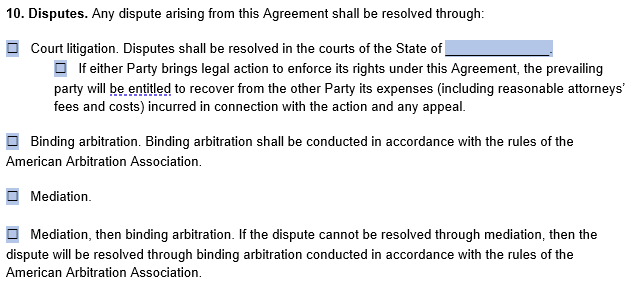 10. Disputes. Any dispute arising from this Agreement shall be resolved through:
☐ Court litigation. Disputes shall be resolved in the courts of the State of ________________.
☐ If either Party brings legal action to enforce its rights under this Agreement, the prevailing
party will be entitled to recover from the other Party its expenses (including reasonable attorneys’
fees and costs) incurred in connection with the action and any appeal.
☐ Binding arbitration. Binding arbitration shall be conducted in accordance with the rules of the
American Arbitration Association.
☐ Mediation.
☐ Mediation, then binding arbitration. If the dispute cannot be resolved through mediation, then the
dispute will be resolved through binding arbitration conducted in accordance with the rules of the
American Arbitration Association.